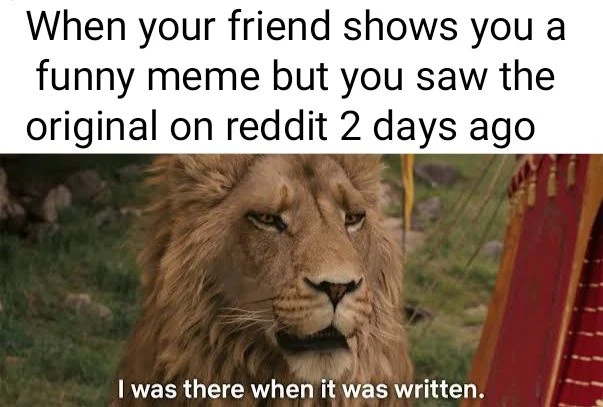 When your friend shows you a
funny meme but you saw the
original on reddit 2 days ago
I was there when it was written.